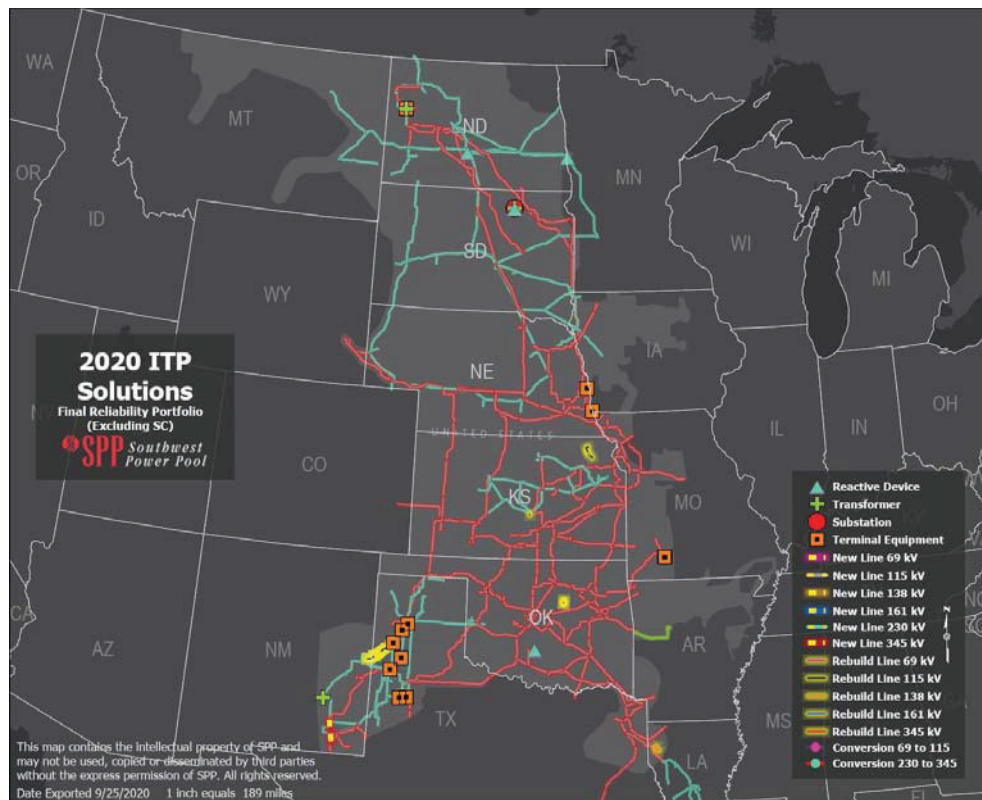 WA
MT
ND
MN
OR
ID
SD
WI
MI
WY
IA
NE
2020 ITP
Solutions
Final Reliability Portfolio
(Excluding SC)
SPP Southwest
Power Pool
UNITED STATES
OH
IL
IN
CO
KS
MO
Reactive Device
Transformer
Substation
Terminal Equipment
New Line 69 kV
New Line 115 kV
New Line 138 kV
New Line 161 kV
New Line 230 kV
New Line 345 kV
Rebuild Line 69 kV
Rebuild Line 115 kV
Rebuild Line 138 kV
Rebuild Line 161 kV
Rebuild Line 345 kV
Conversion 69 to 115
Conversion 230 to 345
N
CA
AZ
NM
OK
AR
TX
MS
LA
This map contains the intellectual property of SPP and
may not be used, copied or disseminated by third parties
without the express permission of SPP. All rights reserved.
Date Exported 9/25/2020 1 inch equals 189 miles